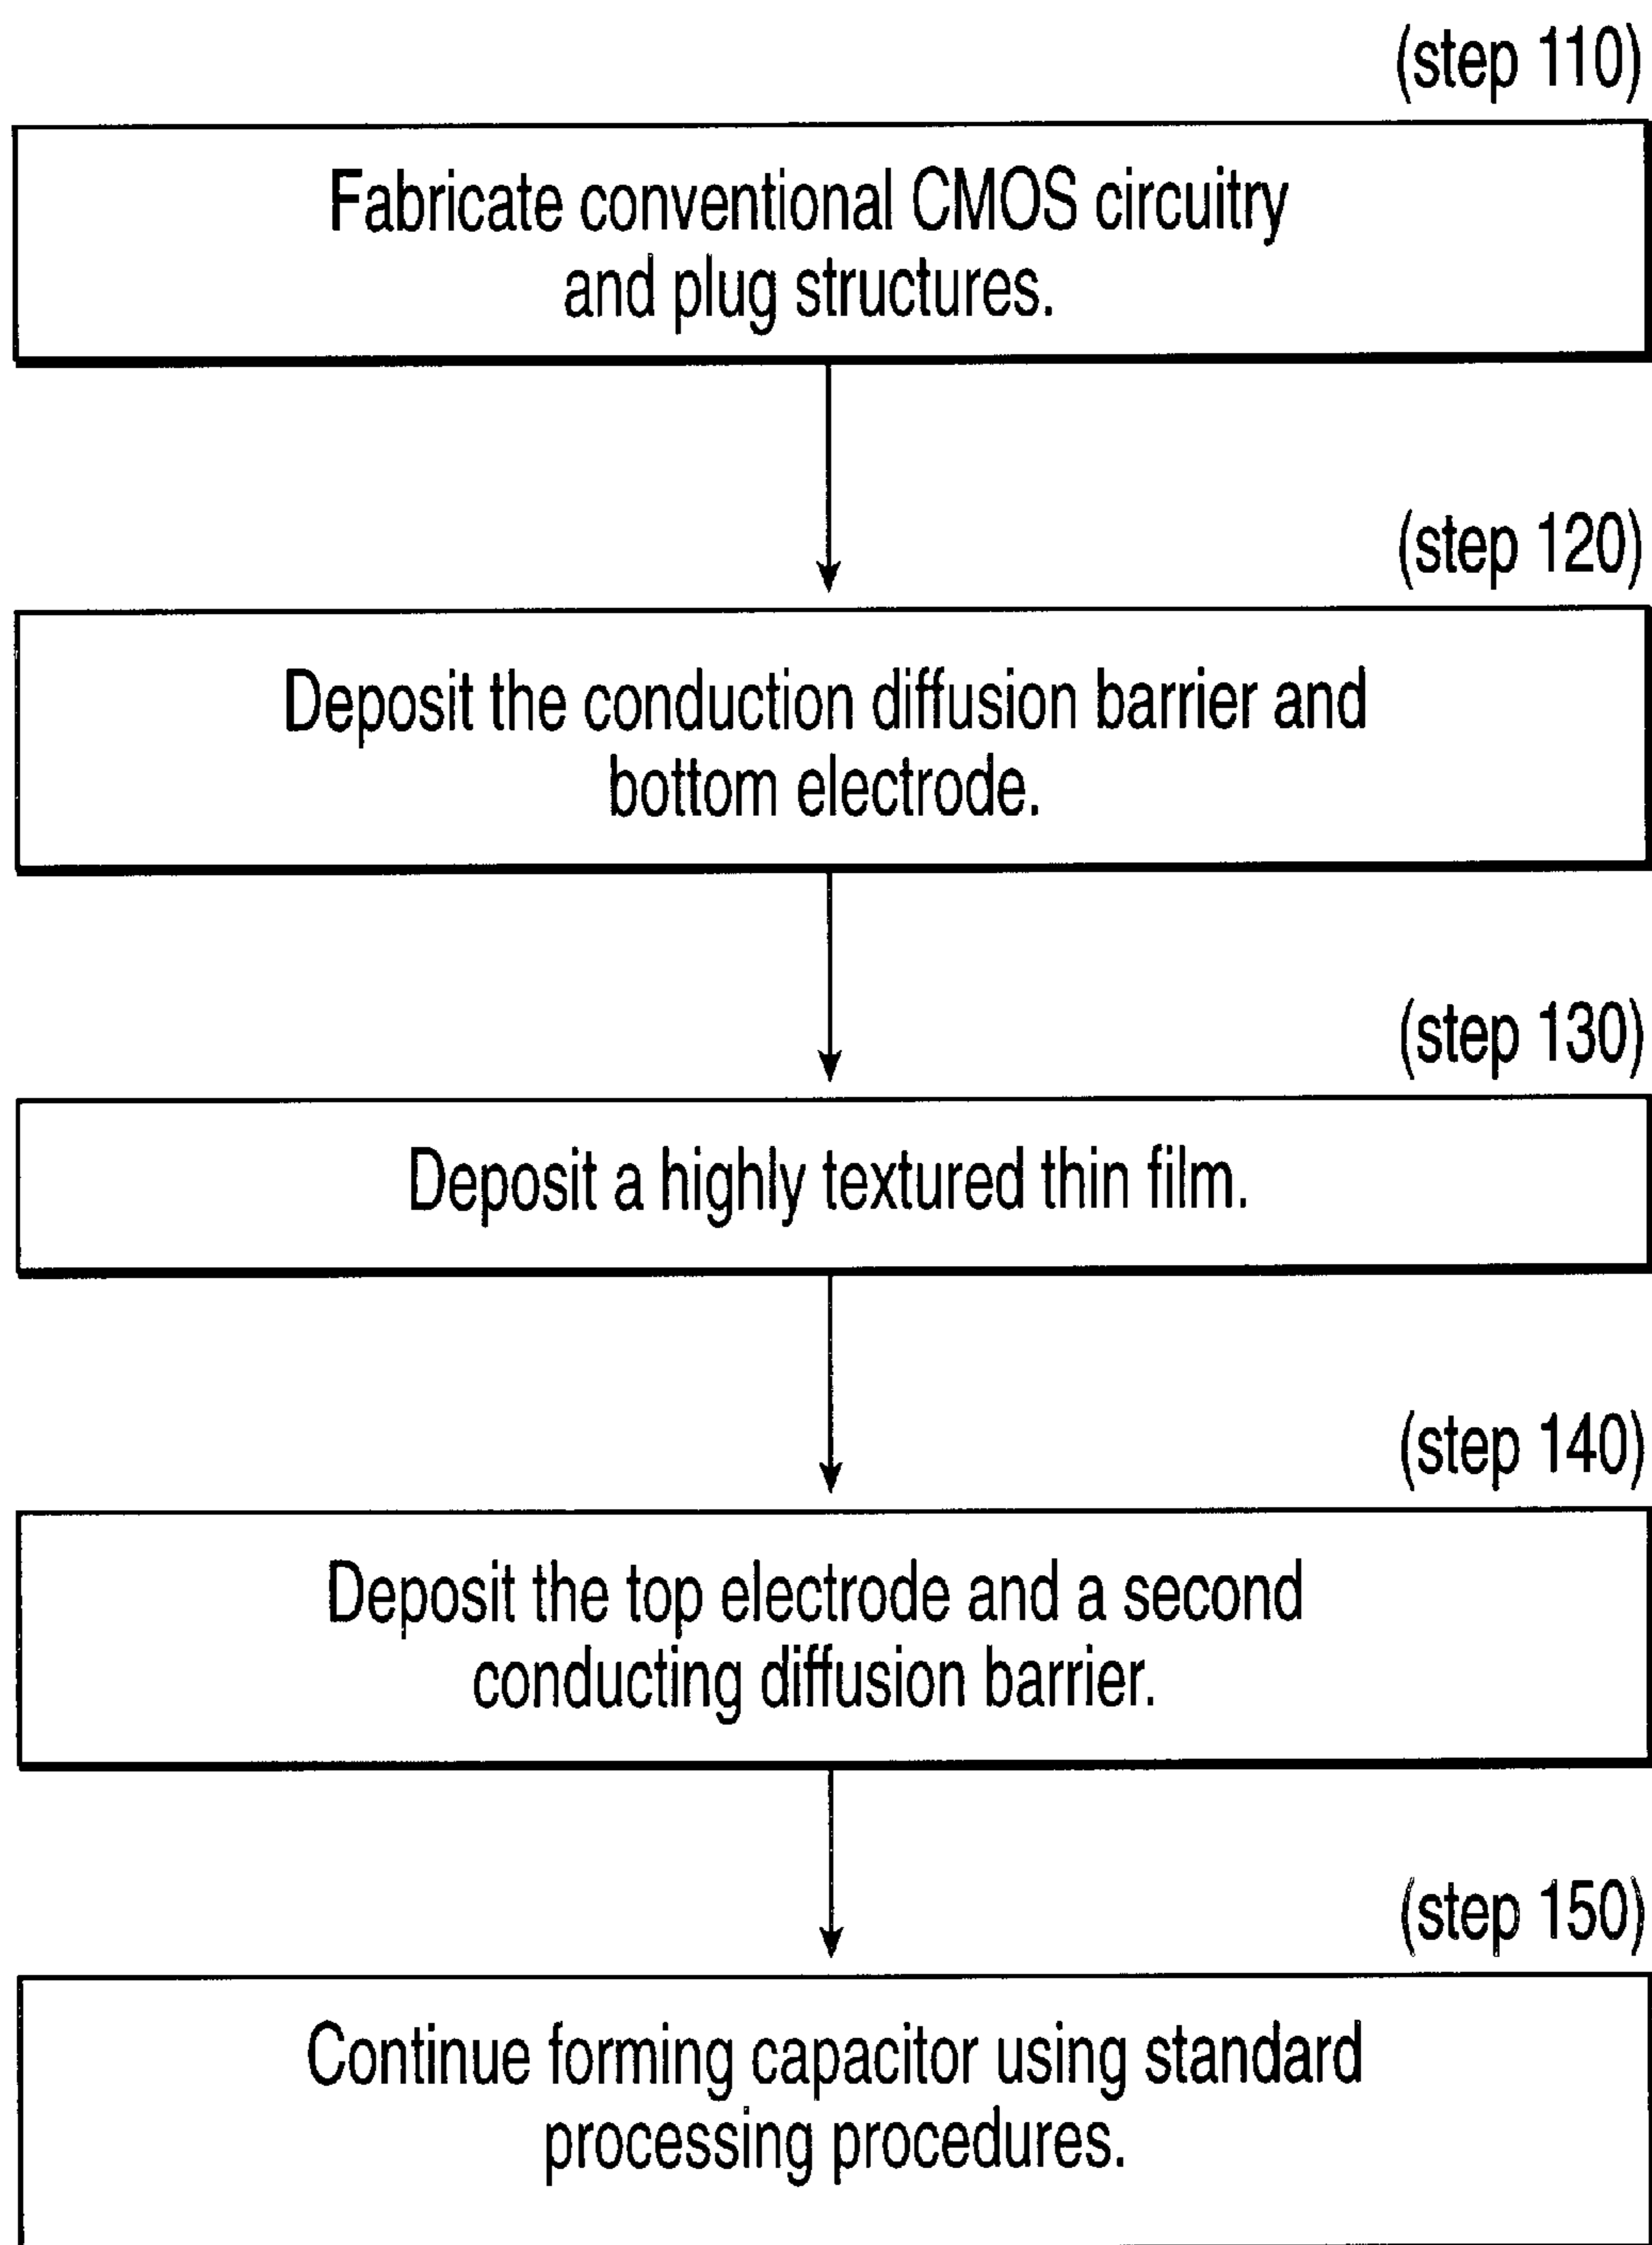 (step 110)
Fabricate conventional CMOS circuitry
and plug structures.
(step 120)
Deposit the conduction diffusion barrier and
bottom electrode.
(step 130)
Deposit a highly textured thin film.
(step 140)
Deposit the top electrode and a second
conducting diffusion barrier.
(step 150)
Continue forming capacitor using standard
processing procedures.